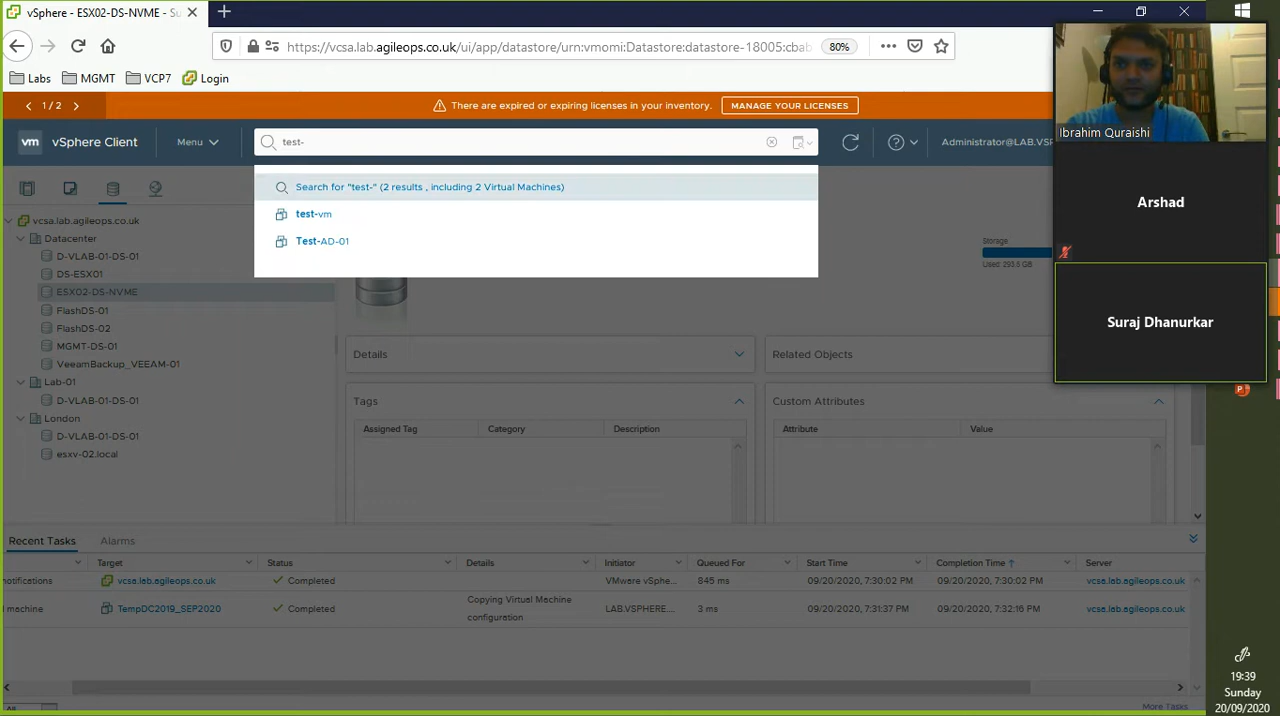 vSphere - ESX02-DS-NVME - Su
https://vcsa.lab.agileops.co.uk/ui/app/datastore/urn:vmomi:Datastore:datastore-18005:cbab
80%
Labs
MGMT
VCP7
Login
1 / 2
There are expired or expiring licenses in your inventory.
MANAGE YOUR LICENSES
Ibrahim Quraishi
vm
vSphere Client
Menu
test-
Administrator@LAB.VSP
Search for "test-" (2 results , including 2 Virtual Machines)
test-vm
Test-AD-01
Arshad
vcsa.lab.agileops.co.uk
Datacenter
D-VLAB-01-DS-01
DS-ESX01
ESX02-DS-NVME
FlashDS-01
FlashDS-02
MGMT-DS-01
VeeamBackup_VEEAM-01
Lab-01
D-VLAB-01-DS-01
London
D-VLAB-01-DS-01
esxv-02.local
Storage
Used: 295.5 GB
Suraj Dhanurkar
Details
Related Objects
Tags
Custom Attributes
Assigned Tag
Category
Description
Attribute
Value
Recent Tasks
Alarms
Target
Status
Details
Initiator
Queued For
Start Time
Completion Time
Server
notifications
vcsa.lab.agileops.co.uk
Completed
VMware vSphe...
845 ms
09/20/2020, 7:30:02 PM
09/20/2020, 7:30:02 PM
vcsa.lab.agileops.co.uk
machine
TempDC2019_SEP2020
Completed
Copying Virtual Machine
configuration
LAB.VSPHERE....
3 ms
09/20/2020, 7:31:37 PM
09/20/2020, 7:32:16 PM
vcsa.lab.agileops.co.uk
More Tasks
19:39
Sunday
20/09/2020